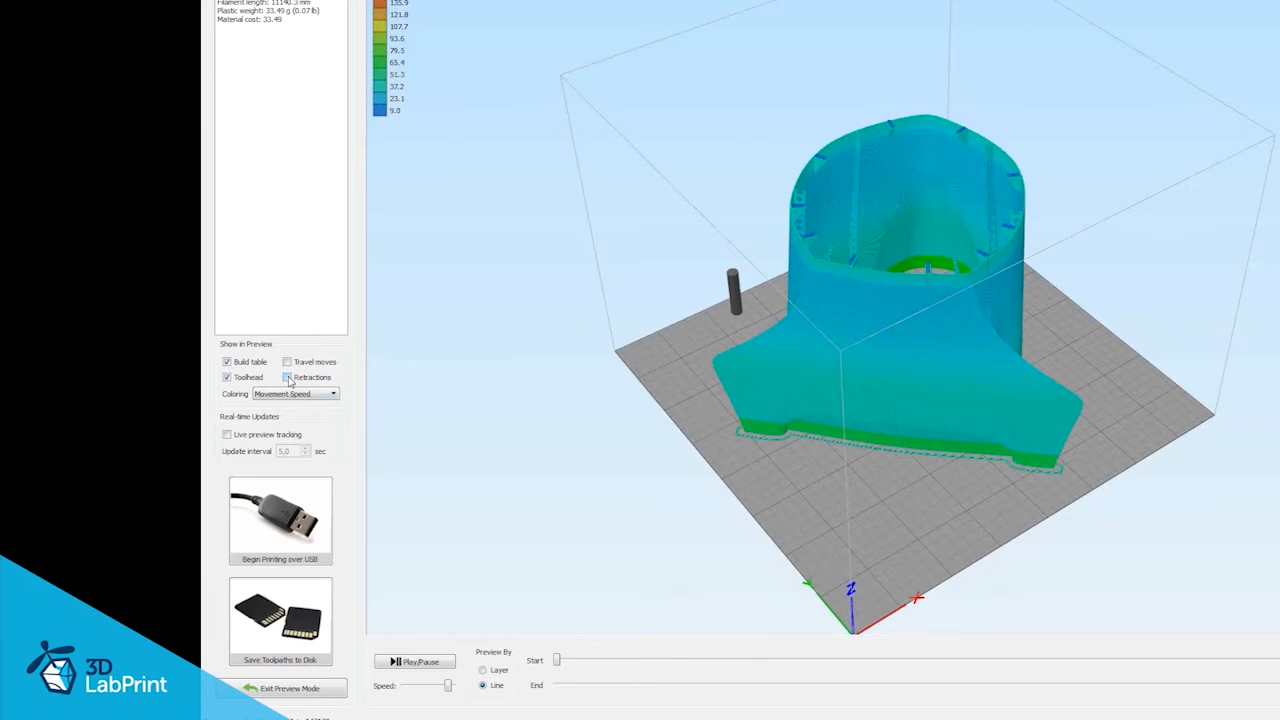 Filament length: 11140.3 mm
Plastic weight: 33.49 g (0.07 lb)
Material cost: 33.49
135.9
121.8
107.7
93.6
79.5
65.4
51.3
37.2
23.1
9.0
Show in Preview
Build table
Travel moves
Toolhead
Retractions
Coloring Movement Speed
Real-time Updates
Live preview tracking
Update interval 5,0 sec
Begin Printing over USB
Save Toolpaths to Disk
Exit Preview Mode
3D
LabPrint
Z
X
Play/Pause
Speed:
Preview By
Layer
Line
Start
End